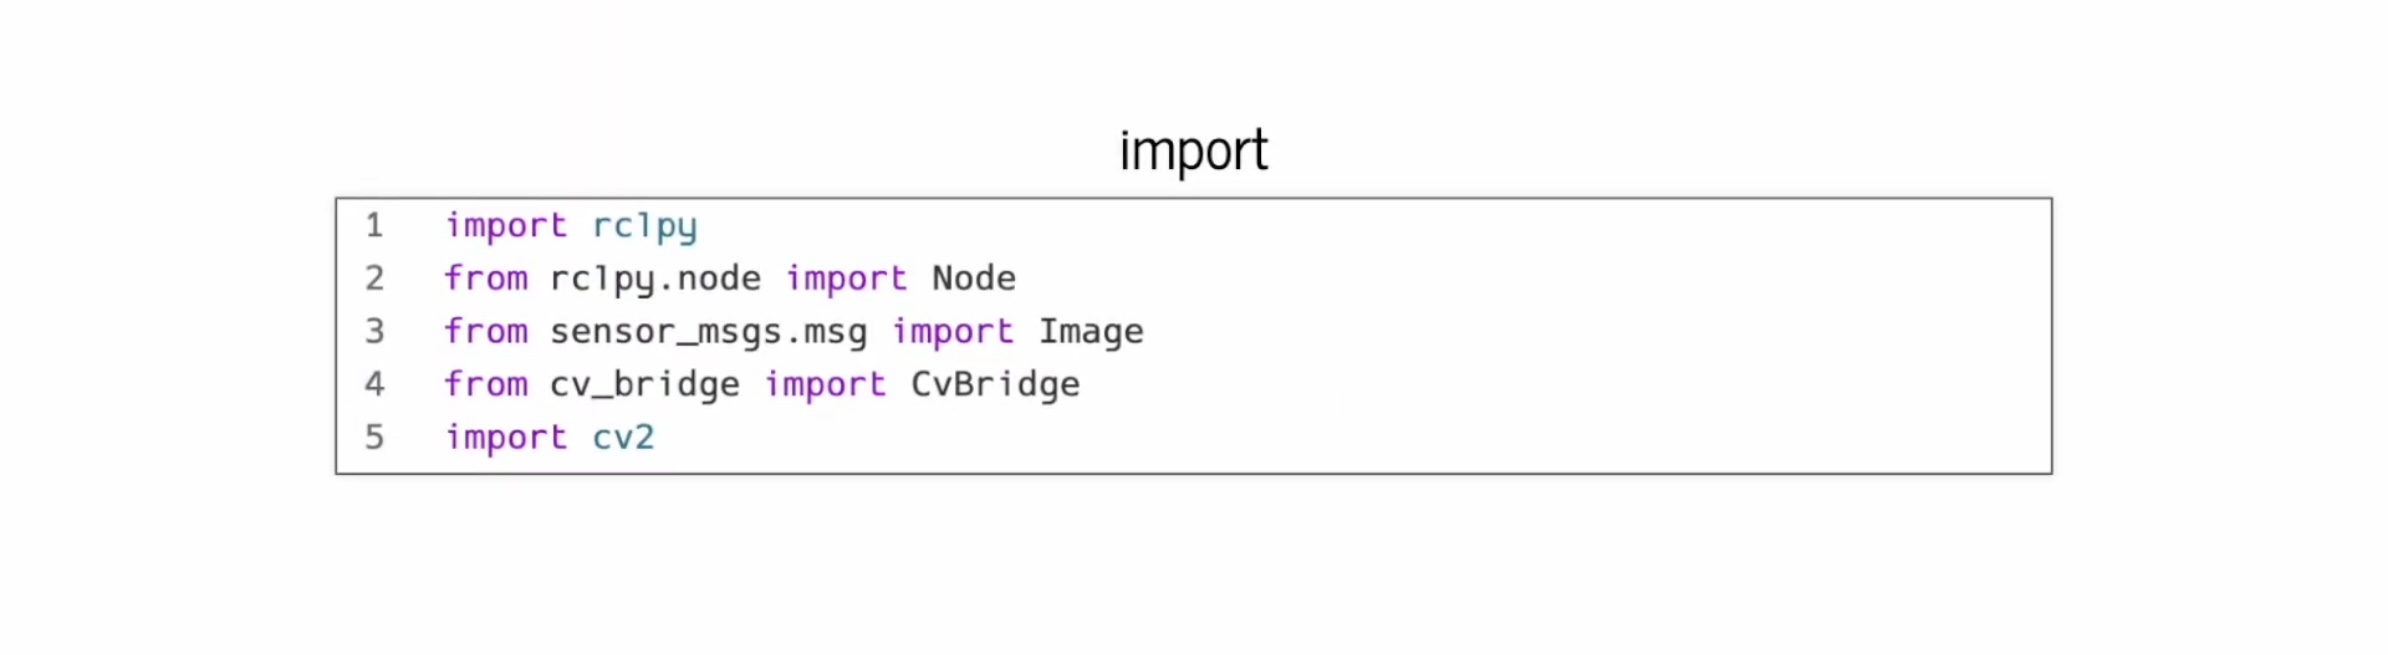 import
1 import rclpy
2 from rclpy.node import Node
3 from sensor_msgs.msg import Image
4 from cv_bridge import CvBridge
5 import cv2